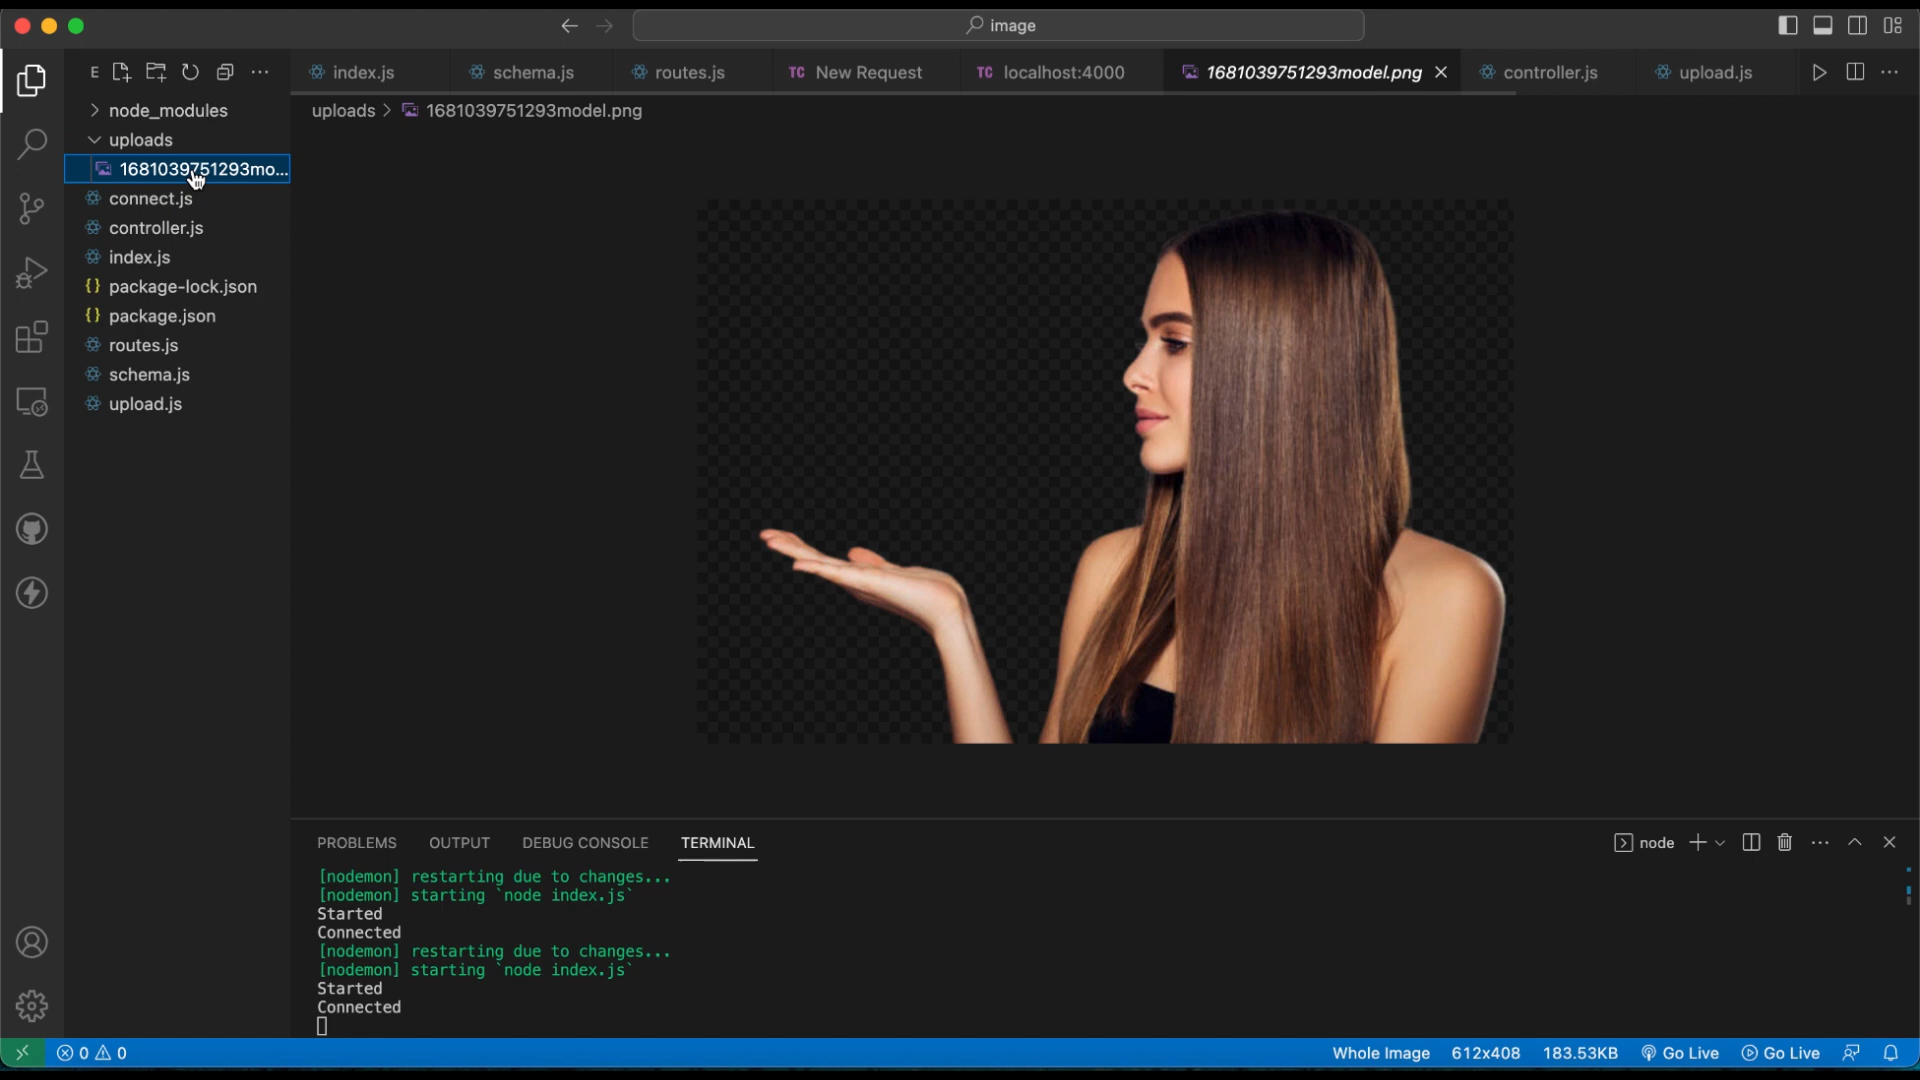 image
E
index.js
schema.js
routes.js
TC New Request
TC localhost:4000
1681039751293model.png
controller.js
upload.js
uploads > 1681039751293model.png
node_modules
uploads
1681039751293mo...
connect.js
controller.js
index.js
{} package-lock.json
{} package.json
routes.js
schema.js
upload.js
PROBLEMS
OUTPUT
DEBUG CONSOLE
TERMINAL
node
[nodemon] restarting due to changes...
[nodemon] starting `node index.js`
Started
Connected
[nodemon] restarting due to changes...
[nodemon] starting `node index.js`
Started
Connected
0 0
Whole Image
612x408
183.53KB
Go Live
Go Live